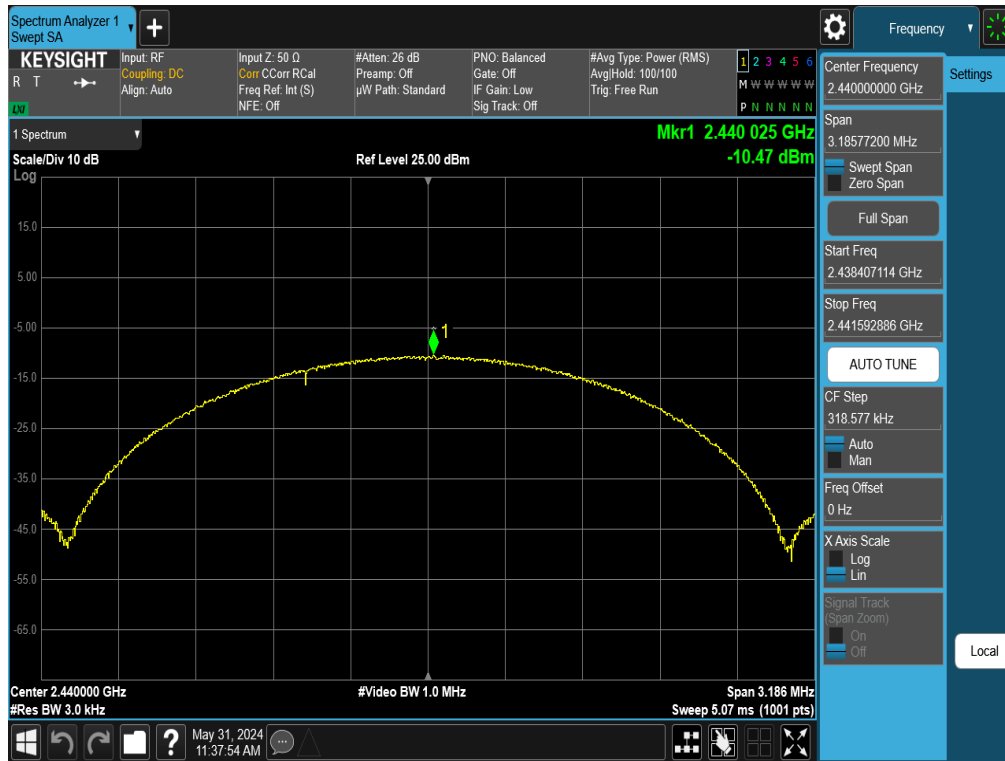 Spectrum Analyzer 1
Swept SA
Frequency
KEYSIGHT
R T
LXI
Input: RF
Coupling: DC
Align: Auto
Input Z: 50 Ω
Corr CCorr RCal
Freq Ref: Int (S)
NFE: Off
#Atten: 26 dB
Preamp: Off
µW Path: Standard
PNO: Balanced
Gate: Off
IF Gain: Low
Sig Track: Off
#Avg Type: Power (RMS)
Avg|Hold: 100/100
Trig: Free Run
1 2 3 4 5 6
M W W W W W
P N N N N N
1 Spectrum
Mkr1 2.440 025 GHz
-10.47 dBm
Scale/Div 10 dB
Ref Level 25.00 dBm
Log
15.0
5.00
-5.00
-15.0
-25.0
-35.0
-45.0
-55.0
-65.0
1
Center 2.440000 GHz
#Res BW 3.0 kHz
#Video BW 1.0 MHz
Span 3.186 MHz
Sweep 5.07 ms (1001 pts)
Center Frequency
2.440000000 GHz
Settings
Span
3.18577200 MHz
Swept Span
Zero Span
Full Span
Start Freq
2.438407114 GHz
Stop Freq
2.441592886 GHz
AUTO TUNE
CF Step
318.577 kHz
Auto
Man
Freq Offset
0 Hz
X Axis Scale
Log
Lin
Signal Track
(Span Zoom)
On
Off
Local
?
May 31, 2024
11:37:54 AM